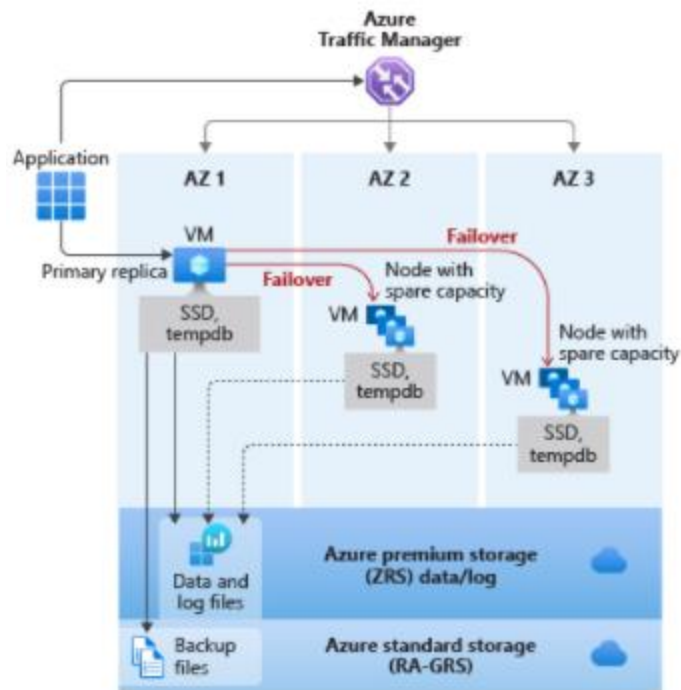 Azure
Traffic Manager
Application
AZ 1
AZ 2
AZ 3
VM
Failover
Primary replica
Failover
Node with
spare capacity
SSD,
tempdb
VM
Node with
spare capacity
SSD,
tempdb
VM
SSD,
tempdb
Data and
log files
Azure premium storage
(ZRS) data/log
Backup
files
Azure standard storage
(RA-GRS)